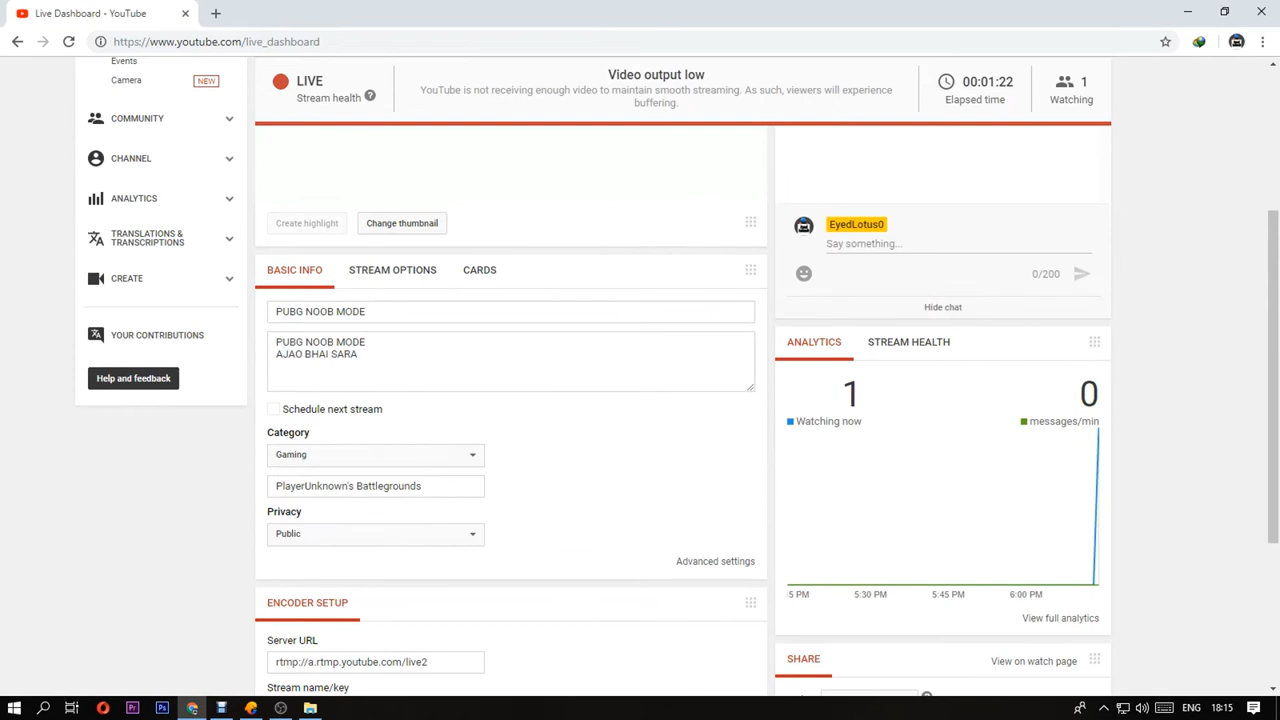 Live Dashboard - YouTube
https://www.youtube.com/live_dashboard
Events
Camera NEW
COMMUNITY
CHANNEL
ANALYTICS
TRANSLATIONS &
TRANSCRIPTIONS
CREATE
YOUR CONTRIBUTIONS
Help and feedback
LIVE
Stream health
Video output low
YouTube is not receiving enough video to maintain smooth streaming. As such, viewers will experience
buffering.
00:01:22
Elapsed time
1
Watching
Create highlight
Change thumbnail
BASIC INFO STREAM OPTIONS CARDS
PUBG NOOB MODE
PUBG NOOB MODE
AJAO BHAI SARA
Schedule next stream
Category
Gaming
PlayerUnknown's Battlegrounds
Privacy
Public
Advanced settings
ENCODER SETUP
Server URL
rtmp://a.rtmp.youtube.com/live2
Stream name/key
EyedLotus0
Say something...
0/200
Hide chat
ANALYTICS STREAM HEALTH
1 0
Watching now messages/min
:5 PM 5:30 PM 5:45 PM 6:00 PM
View full analytics
SHARE View on watch page
ENG 18:15